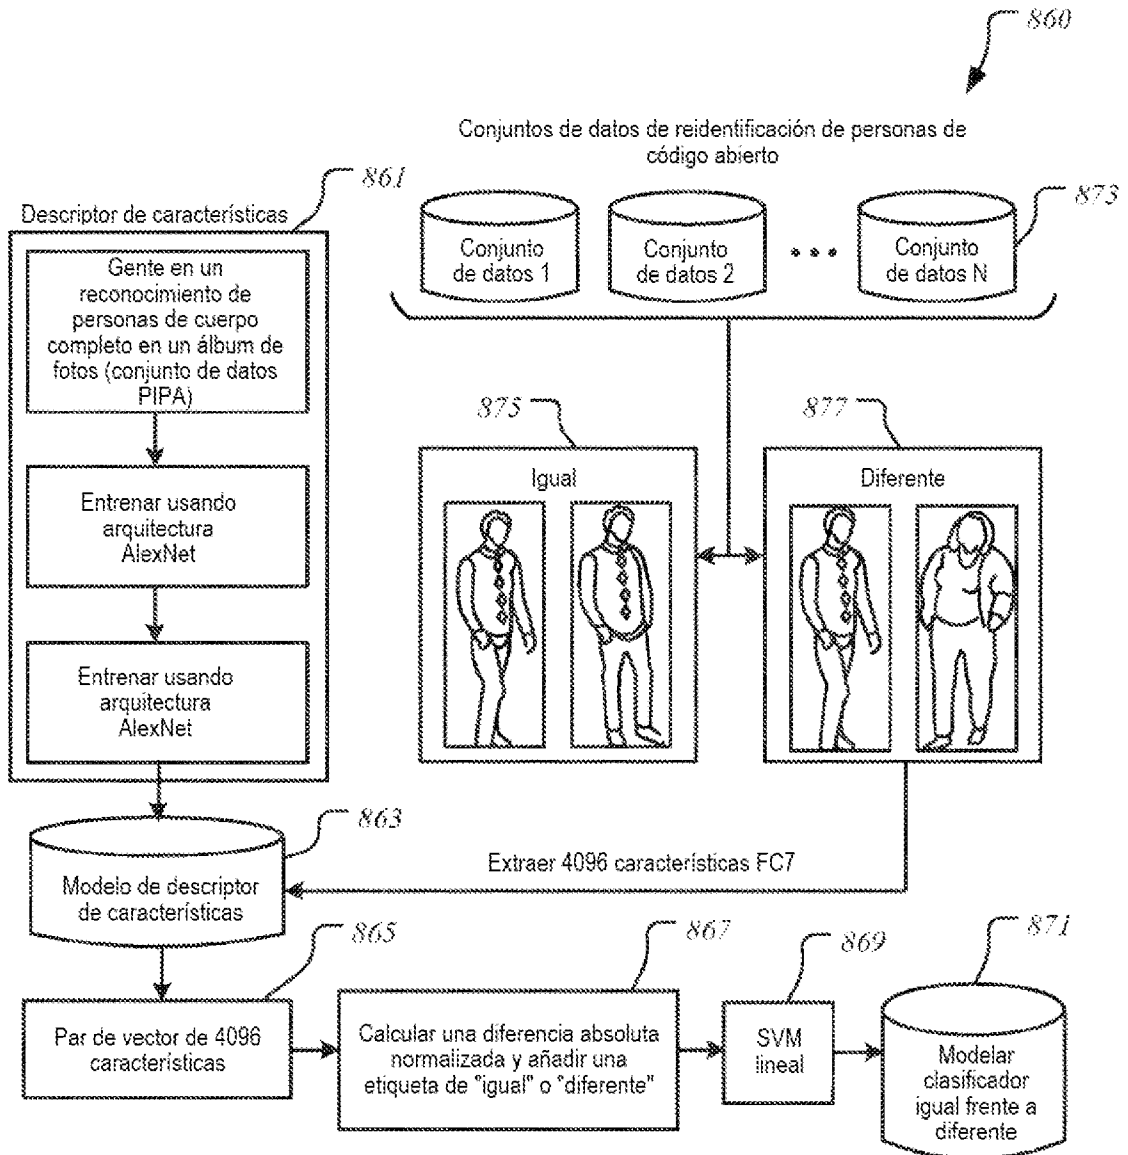 860
Conjuntos de datos de reidentificación de personas de
código abierto
861
Descriptor de características
873
Conjunto
de datos 1
Conjunto
de datos 2
Conjunto
de datos N
Gente en un
reconocimiento de
personas de cuerpo
completo en un álbum de
fotos (conjunto de datos
PIPA)
875
877
Igual
Diferente
Entrenar usando
arquitectura
AlexNet
Entrenar usando
arquitectura
AlexNet
863
Extraer 4096 características FC7
Modelo de descriptor
de características
865
867
869
871
Par de vector de 4096
características
Calcular una diferencia absoluta
normalizada y añadir una
etiqueta de "igual" o "diferente"
SVM
lineal
Modelar
clasificador
igual frente a
diferente